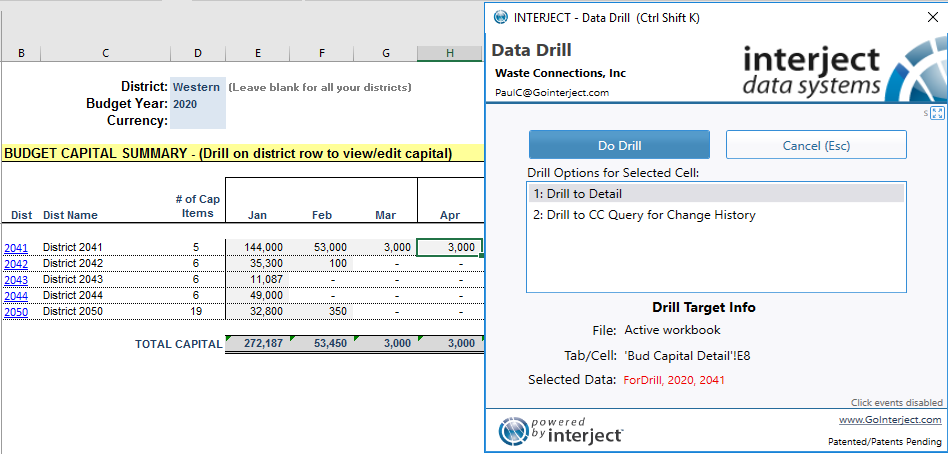 B C D E F G H
District: Western (Leave blank for all your districts)
Budget Year: 2020
Currency:
BUDGET CAPITAL SUMMARY - (Drill on district row to view/edit capital)
# of Cap
Dist Dist Name Items Jan Feb Mar Apr
2041 District 2041 5 144,000 53,000 3,000 3,000
2042 District 2042 6 35,300 100 - -
2043 District 2043 6 11,087 - - -
2044 District 2044 6 49,000 - - -
2050 District 2050 19 32,800 350 - -
TOTAL CAPITAL 272,187 53,450 3,000 3,000
INTERJECT - Data Drill (Ctrl Shift K)
Data Drill
Waste Connections, Inc
PaulC@Gointerject.com
interject
data systems
s
Do Drill Cancel (Esc)
Drill Options for Selected Cell:
1: Drill to Detail
2: Drill to CC Query for Change History
Drill Target Info
File: Active workbook
Tab/Cell: 'Bud Capital Detail'!E8
Selected Data: ForDrill, 2020, 2041
Click events disabled
powered
by interject
www.GoInterject.com
Patented/Patents Pending